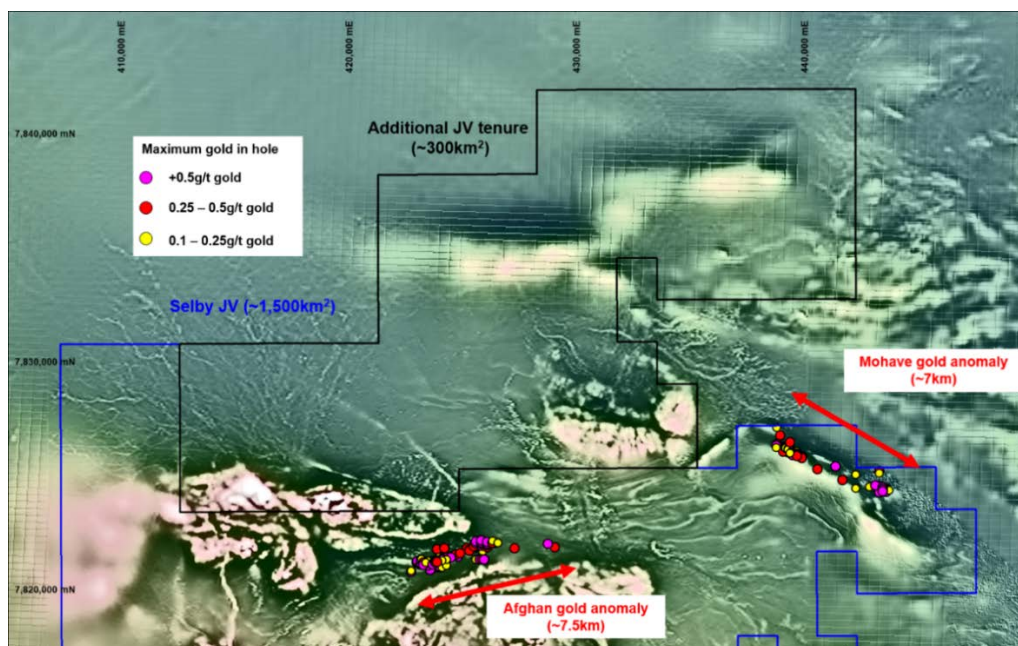 410,000 mE
420,000 mE
430,000 mE
440,000 mE
7,840,000 mN
Additional JV tenure
(~300km²)
Maximum gold in hole
+0.5g/t gold
0.25 – 0.5g/t gold
0.1 – 0.25g/t gold
Selby JV (~1,500km²)
7,830,000 mN
Mohave gold anomaly
(~7km)
7,820,000 mN
Afghan gold anomaly
(~7.5km)